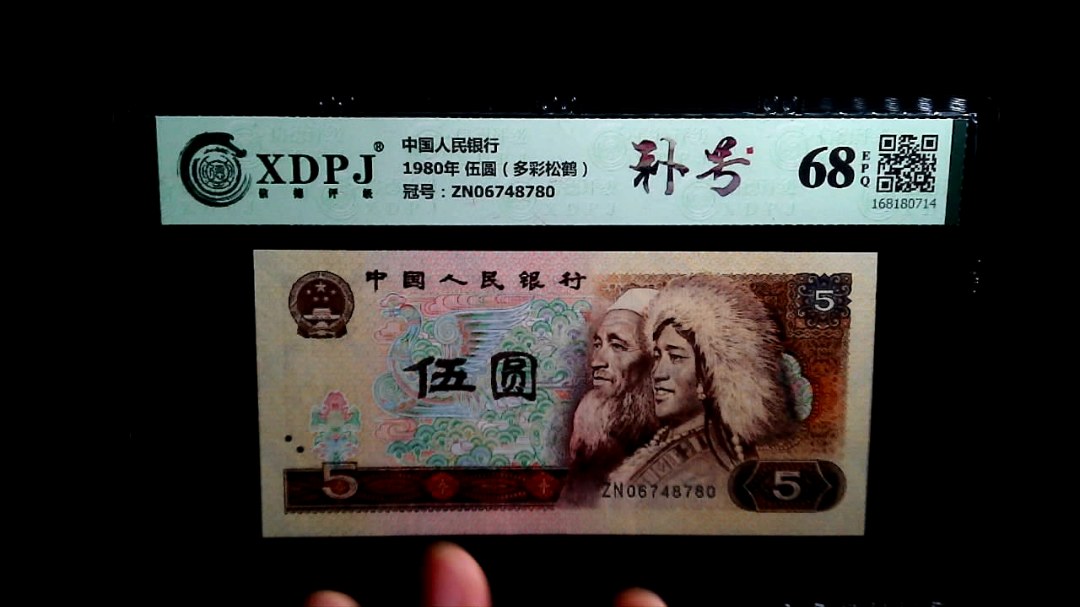 XDPJ®
中国人民银行
1980年 伍圆（多彩松鹤）
冠号：ZN06748780
补号
68
EPQ
168180714
中国人民银行
5
伍圆
5
ZN06748780
5